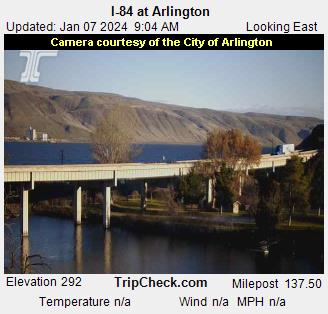 I-84 at Arlington
Updated: Jan 07 2024 9:04 AM Looking East
Camera courtesy of the City of Arlington
Elevation 292 TripCheck.com Milepost 137.50
Temperature n/a Wind n/a MPH n/a